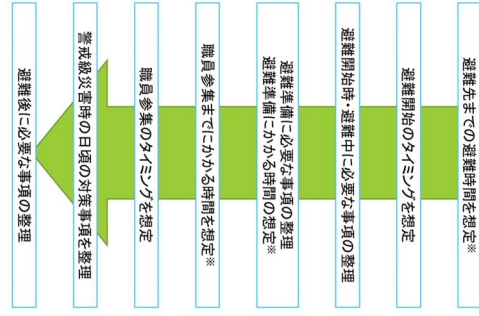 避難先までの避難時間を想定※
避難開始のタイミングを想定
避難開始時・避難中に必要な事項の整理
避難準備に必要な事項の整理
避難準備にかかる時間の想定※
職員参集までにかかる時間を想定※
職員参集のタイミングを想定
警戒級災害時の日頃の対策事項を整理
避難後に必要な事項の整理